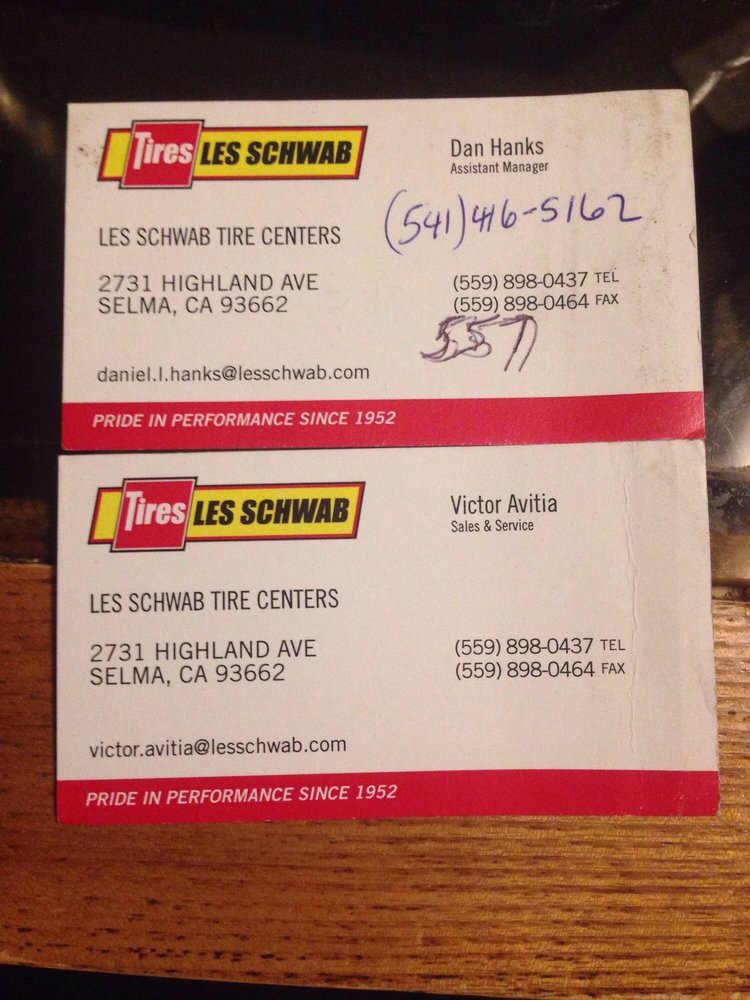 Tires LES SCHWAB
Dan Hanks
Assistant Manager
(541) 416-5162
LES SCHWAB TIRE CENTERS
2731 HIGHLAND AVE
SELMA, CA 93662
(559) 898-0437 TEL
(559) 898-0464 FAX
557
daniel.l.hanks@lesschwab.com
PRIDE IN PERFORMANCE SINCE 1952
Tires LES SCHWAB
Victor Avitia
Sales & Service
LES SCHWAB TIRE CENTERS
2731 HIGHLAND AVE
SELMA, CA 93662
(559) 898-0437 TEL
(559) 898-0464 FAX
victor.avitia@lesschwab.com
PRIDE IN PERFORMANCE SINCE 1952